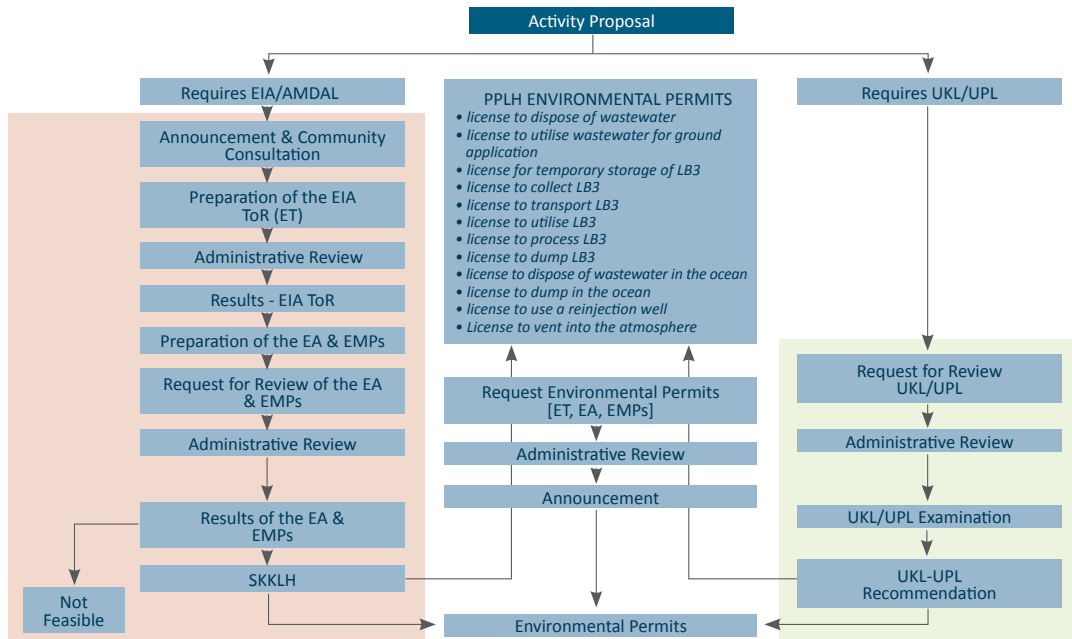 Activity Proposal
Requires EIA/AMDAL
Announcement & Community
Consultation
Preparation of the EIA
ToR (ET)
Administrative Review
Results - EIA ToR
Preparation of the EA & EMPs
Request for Review of the EA
& EMPs
Administrative Review
Results of the EA &
EMPs
SKKLH
Not
Feasible
PPLH ENVIRONMENTAL PERMITS
• license to dispose of wastewater
• license to utilise wastewater for ground
application
• license for temporary storage of LB3
• license to collect LB3
• license to transport LB3
• license to utilise LB3
• license to process LB3
• license to dump LB3
• license to dispose of wastewater in the ocean
• license to dump in the ocean
• license to use a reinjection well
• License to vent into the atmosphere
Request Environmental Permits
[ET, EA, EMPs]
Administrative Review
Announcement
Environmental Permits
Requires UKL/UPL
Request for Review
UKL/UPL
Administrative Review
UKL/UPL Examination
UKL-UPL
Recommendation